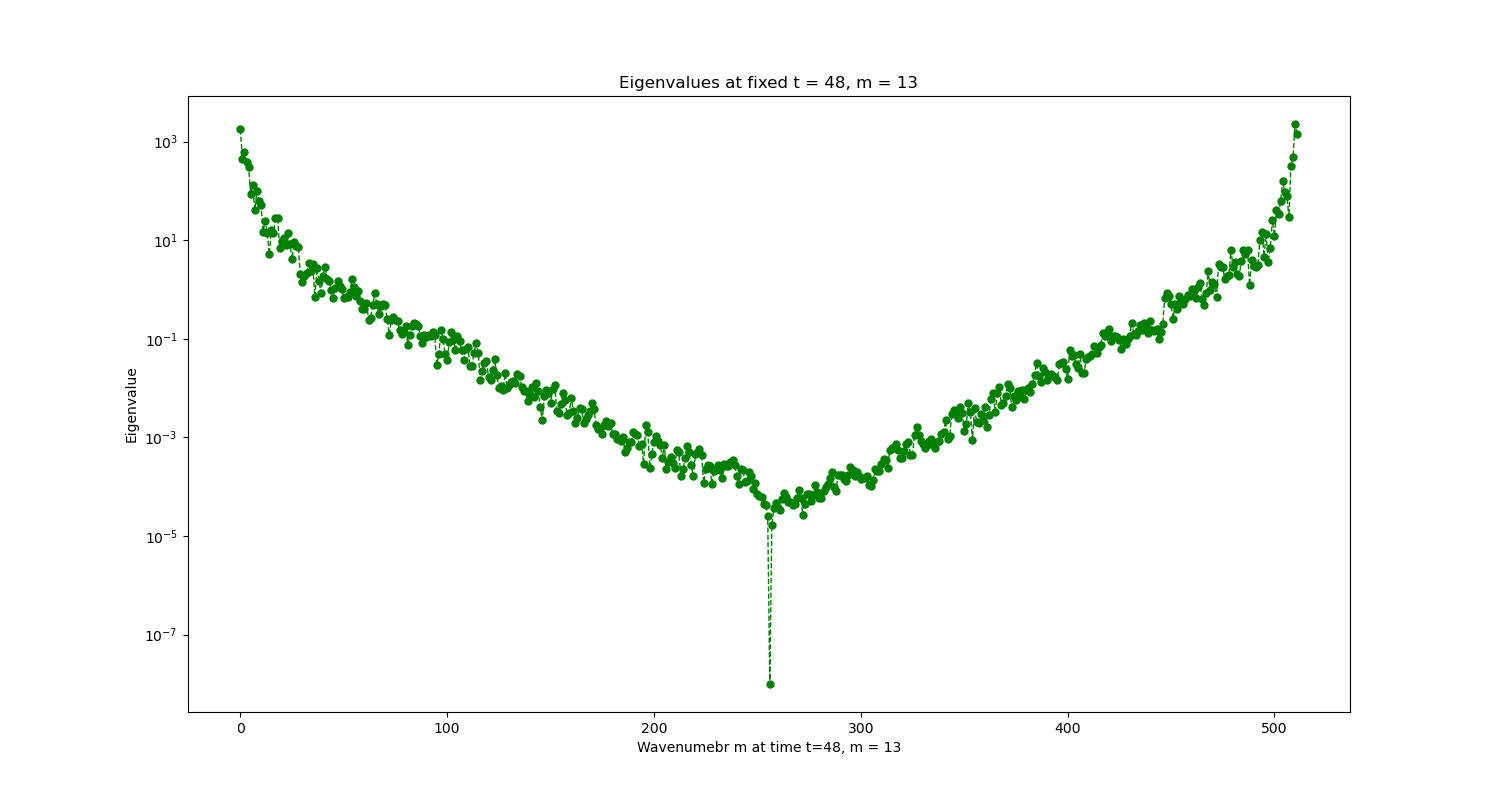 Eigenvalues at fixed t = 48, m = 13
10³
10¹
10⁻¹
10⁻³
10⁻⁵
10⁻⁷
Eigenvalue
0 100 200 300 400 500
Wavenumebr m at time t=48, m = 13